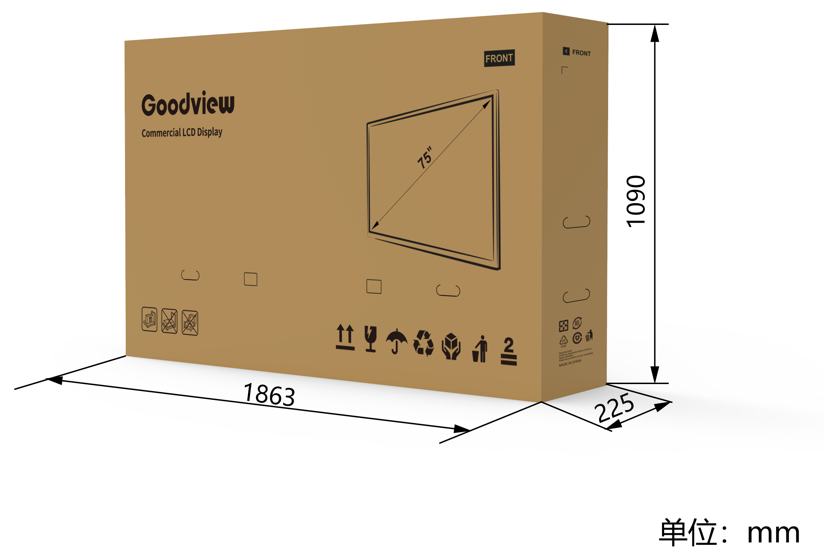 FRONT
FRONT
Goodview
Commercial LCD Display
75"
1090
2
1863
225
单位：mm